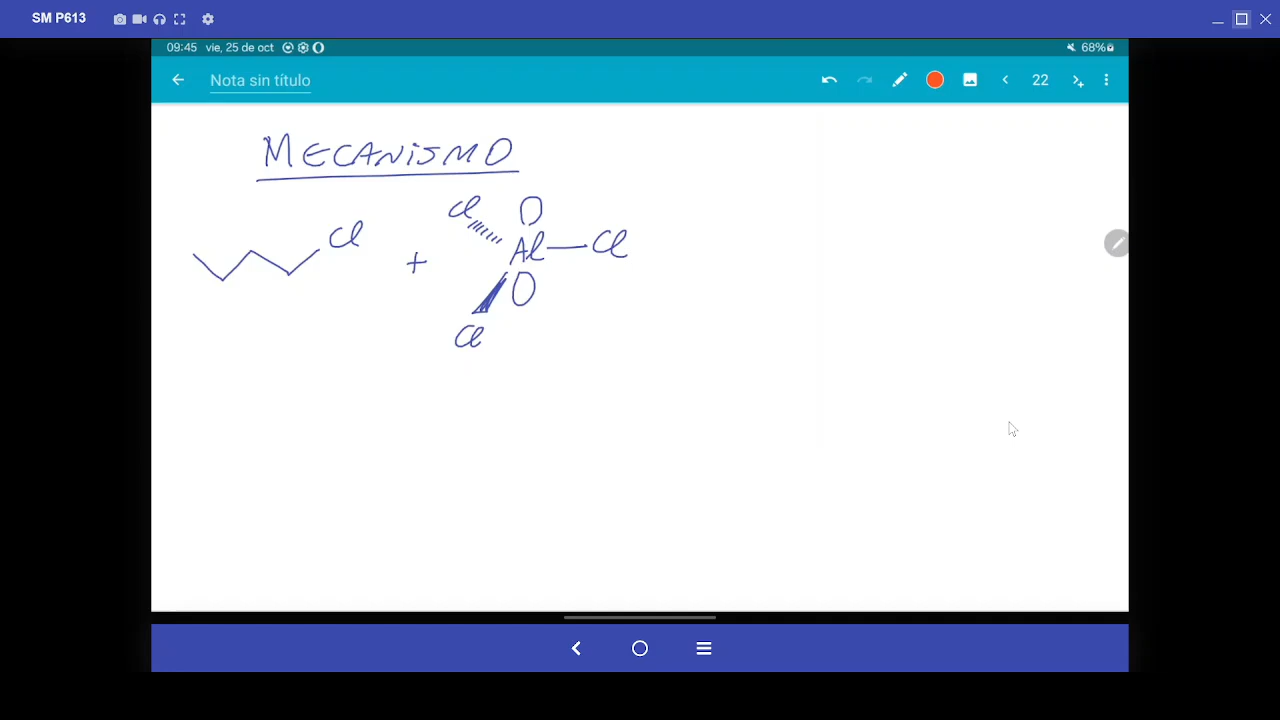 SM P613
09:45 vie, 25 de oct 68%
Nota sin título 22
MECANISMO
Cl + Cl Al Cl
Cl